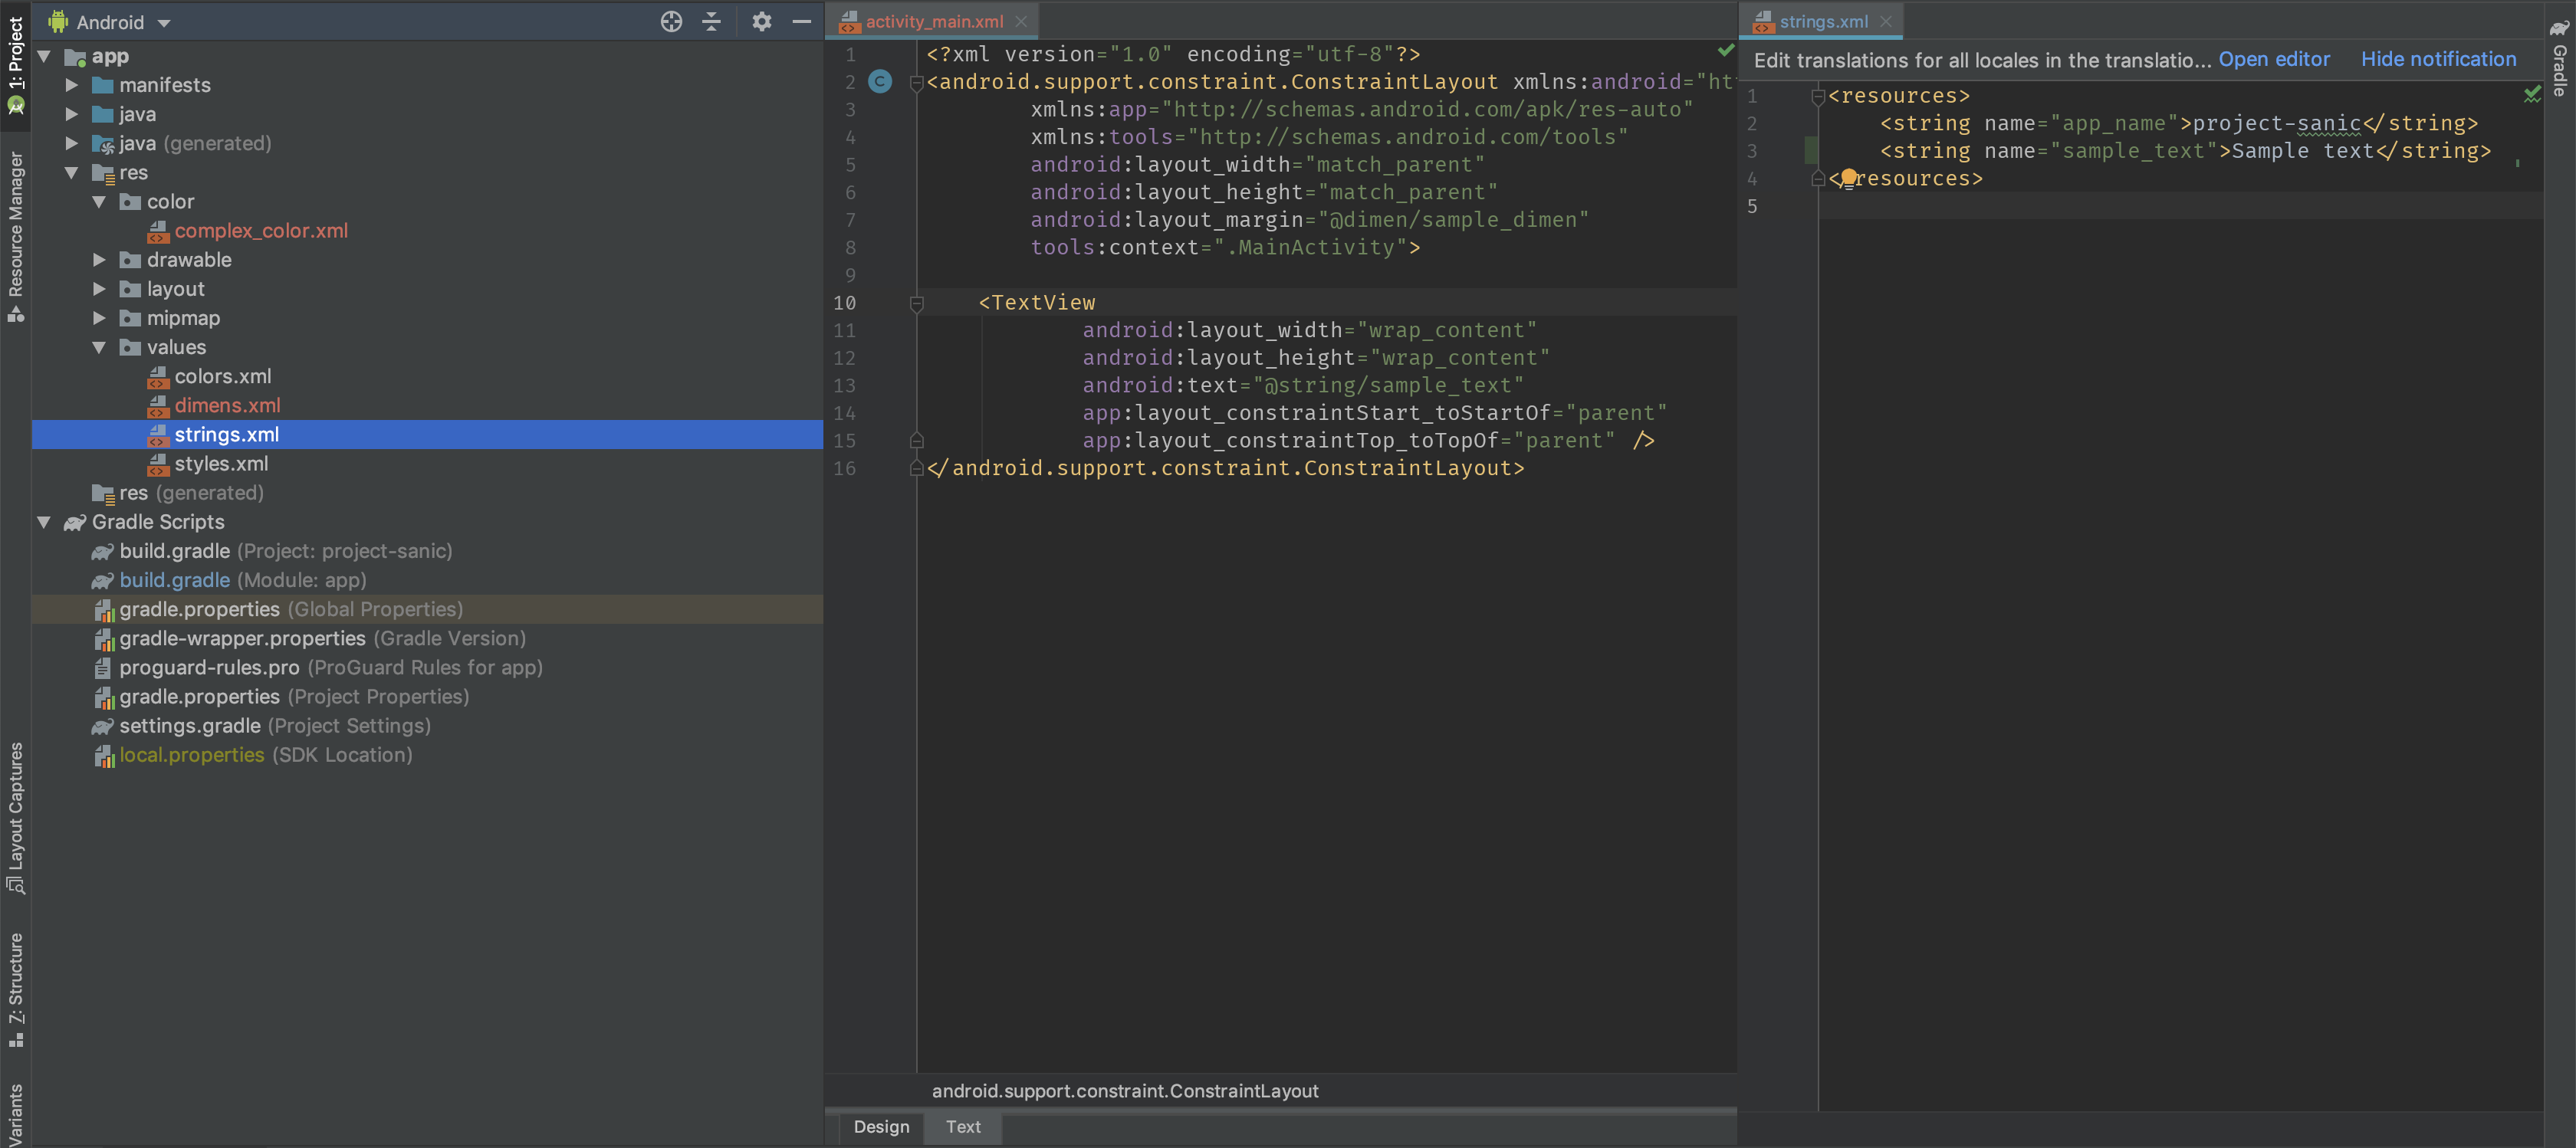 1: Project
Resource Manager
Layout Captures
Z: Structure
Variants
Android
app
manifests
java
java (generated)
res
color
complex_color.xml
drawable
layout
mipmap
values
colors.xml
dimens.xml
strings.xml
styles.xml
res (generated)
Gradle Scripts
build.gradle (Project: project-sanic)
build.gradle (Module: app)
gradle.properties (Global Properties)
gradle-wrapper.properties (Gradle Version)
proguard-rules.pro (ProGuard Rules for app)
gradle.properties (Project Properties)
settings.gradle (Project Settings)
local.properties (SDK Location)
activity_main.xml
1 <?xml version="1.0" encoding="utf-8"?>
2 C <android.support.constraint.ConstraintLayout xmlns:android="ht
3 xmlns:app="http://schemas.android.com/apk/res-auto"
4 xmlns:tools="http://schemas.android.com/tools"
5 android:layout_width="match_parent"
6 android:layout_height="match_parent"
7 android:layout_margin="@dimen/sample_dimen"
8 tools:context=".MainActivity">
9
10 <TextView
11 android:layout_width="wrap_content"
12 android:layout_height="wrap_content"
13 android:text="@string/sample_text"
14 app:layout_constraintStart_toStartOf="parent"
15 app:layout_constraintTop_toTopOf="parent" />
16 </android.support.constraint.ConstraintLayout>
android.support.constraint.ConstraintLayout
Design Text
strings.xml
Edit translations for all locales in the translatio... Open editor Hide notification
1 <resources>
2 <string name="app_name">project-sanic</string>
3 <string name="sample_text">Sample text</string>
4 </resources>
5
Gradle